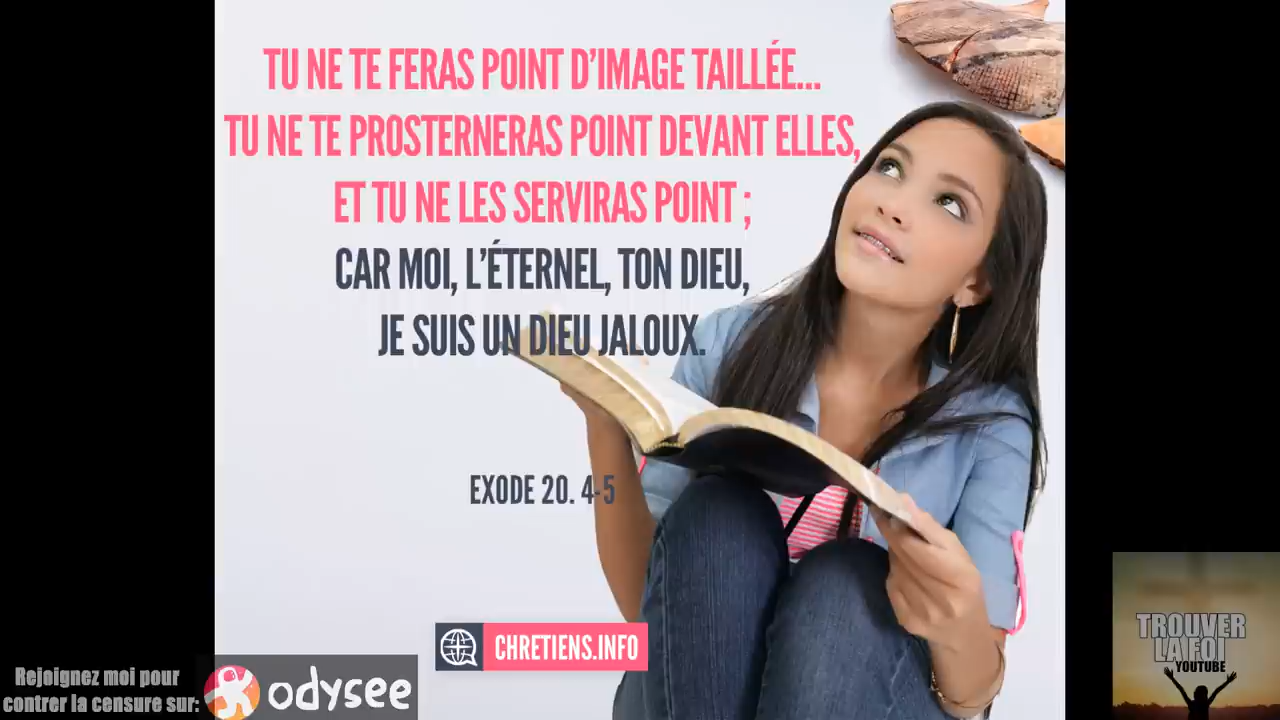 TU NE TE FERAS POINT D'IMAGE TAILLÉE...
TU NE TE PROSTERNERAS POINT DEVANT ELLES,
ET TU NE LES SERVIRAS POINT ;
CAR MOI, L'ÉTERNEL, TON DIEU,
JE SUIS UN DIEU JALOUX.
EXODE 20. 4-5
CHRETIENS.INFO
Rejoignez moi pour
contrer la censure sur:
odysee
TROUVER
LA FOI
YOUTUBE